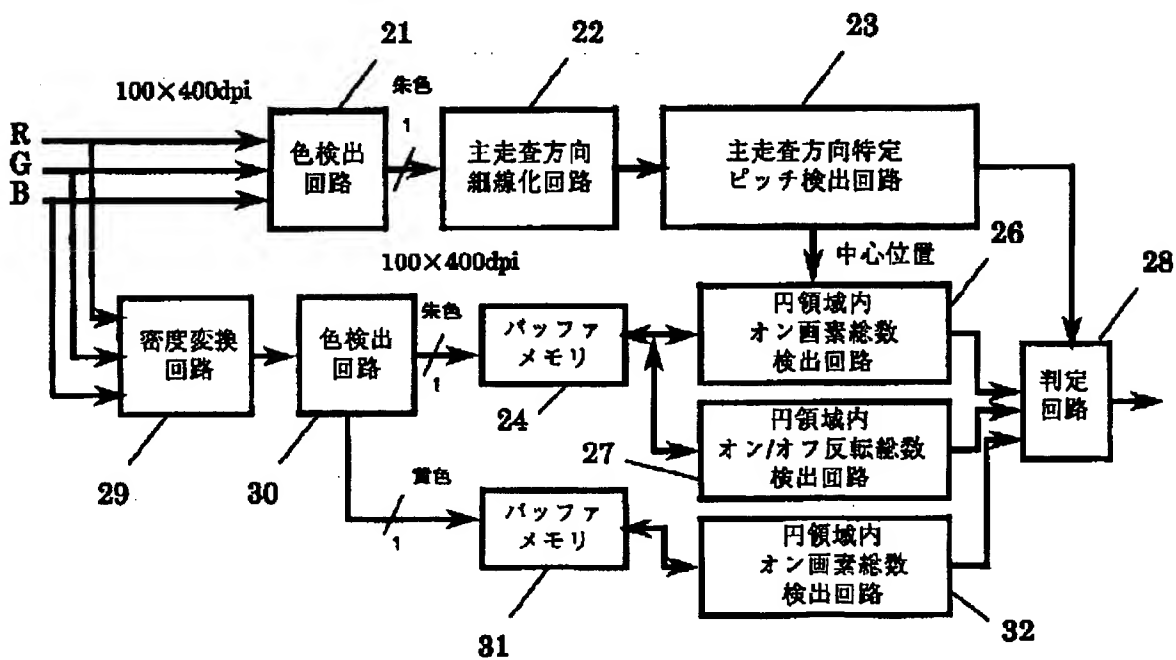 21
22
23
100×400dpi
朱色
1
R
G
B
色検出
回路
主走査方向
細線化回路
主走査方向特定
ピッチ検出回路
100×400dpi
中心位置
26
28
密度変換
回路
色検出
回路
朱色
1
バッファ
メモリ
円領域内
オン画素総数
検出回路
判定
回路
24
27
円領域内
オン/オフ反転総数
検出回路
29
30
黄色
1
バッファ
メモリ
円領域内
オン画素総数
検出回路
31
32